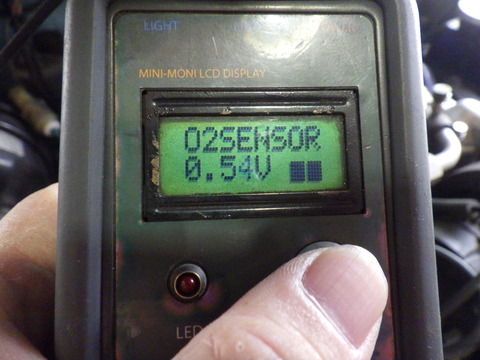 LIGHT
MINI-MONI LCD DISPLAY
O2SENSOR
0.54V
LED